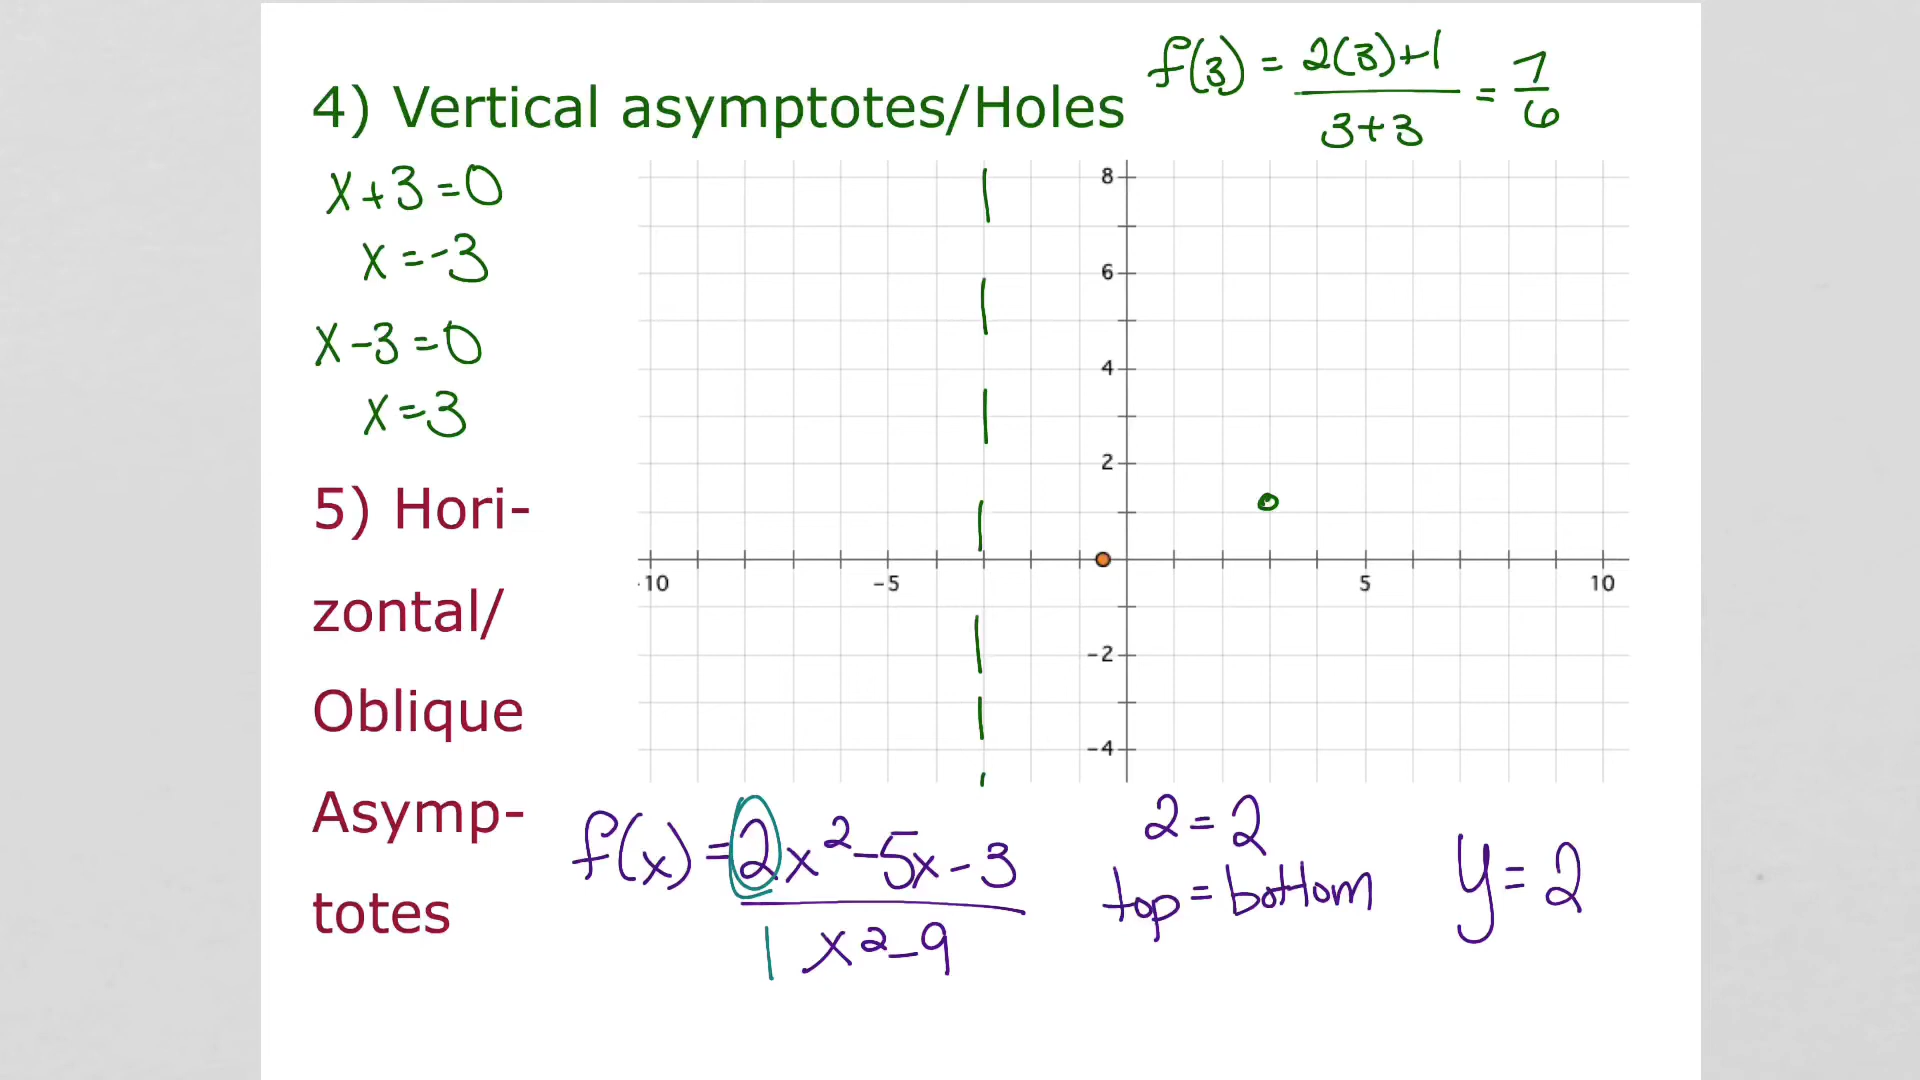 4) Vertical asymptotes/Holes
f(3) = 2(3)+1 / 3+3 = 7/6
x+3=0
x=-3
x-3=0
x=3
5) Hori-
zontal/
Oblique
Asymp-
totes
8
6
4
2
-10 -5 5 10
-2
-4
f(x)= 2x²-5x-3
1 x²-9
2=2
top=bottom
y=2